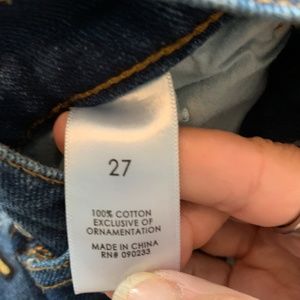 27
100% COTTON
EXCLUSIVE OF
ORNAMENTATION
MADE IN CHINA
RN# 090233